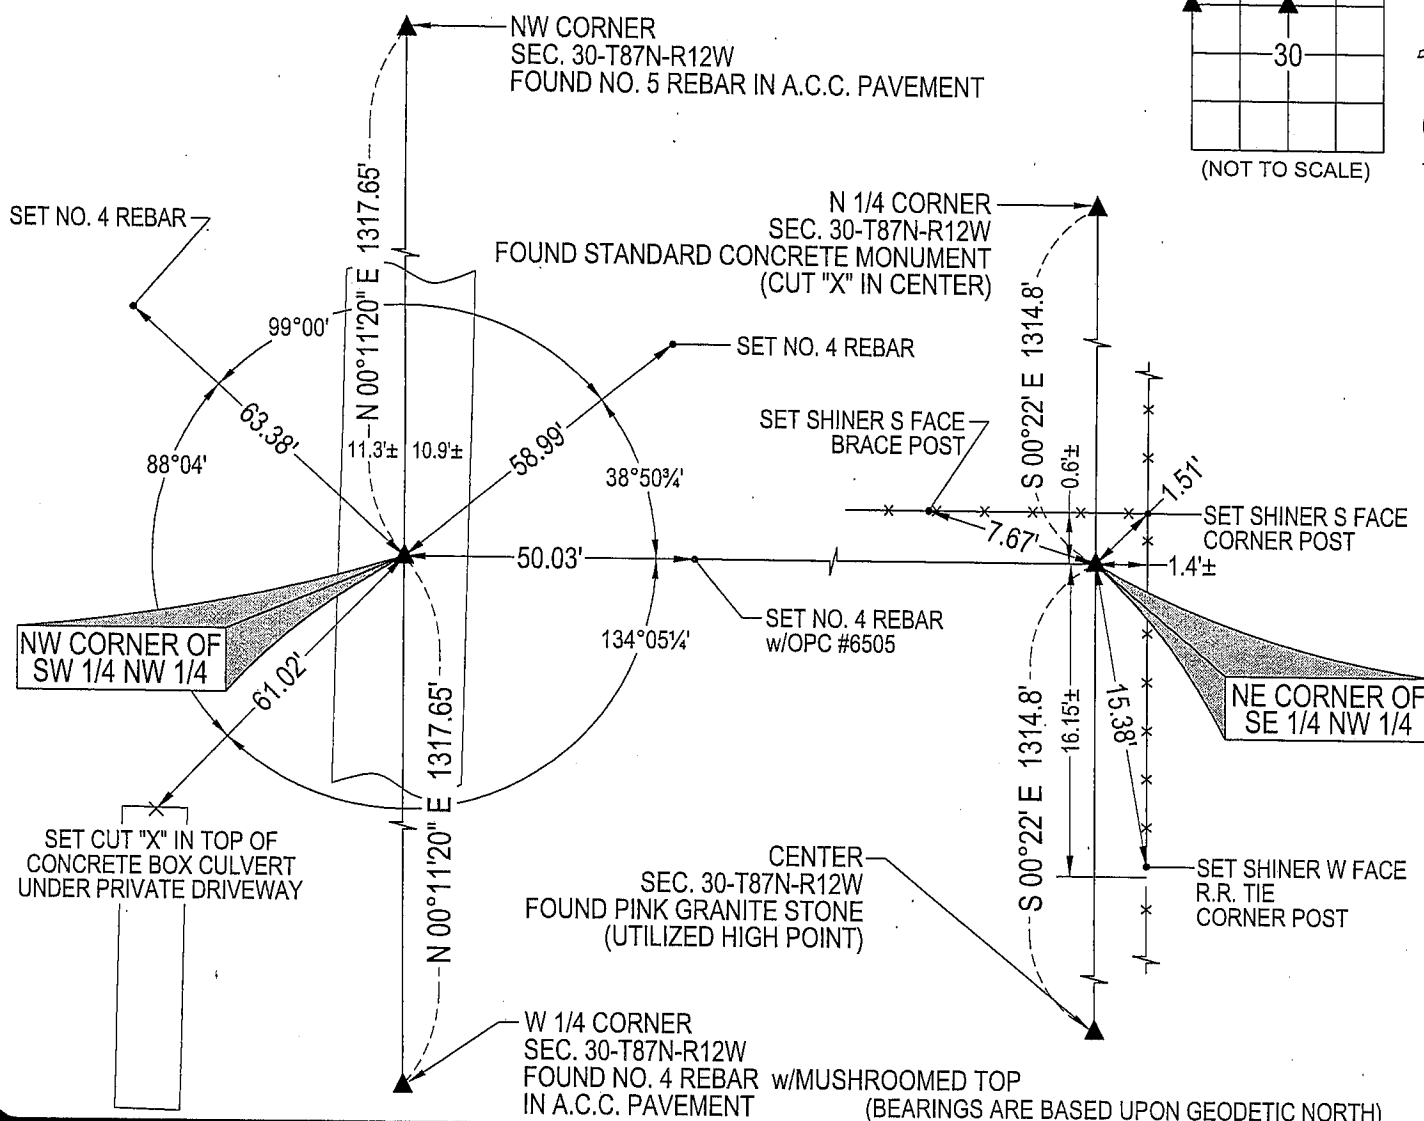 NW CORNER
SEC. 30-T87N-R12W
FOUND NO. 5 REBAR IN A.C.C. PAVEMENT
30
(NOT TO SCALE)
SET NO. 4 REBAR
N 00°11'20" E 1317.65'
N 1/4 CORNER
SEC. 30-T87N-R12W
FOUND STANDARD CONCRETE MONUMENT
(CUT "X" IN CENTER)
S 00°22' E 1314.8'
99°00'
SET NO. 4 REBAR
63.38'
88°04'
11.3'±
10.9'±
58.99'
38°50¾'
SET SHINER S FACE
BRACE POST
0.6'±
1.51'
7.67'
SET SHINER S FACE
CORNER POST
50.03'
1.4'±
SET NO. 4 REBAR
w/OPC #6505
134°05¼'
NW CORNER OF
SW 1/4 NW 1/4
61.02'
N 00°11'20" E 1317.65'
S 00°22' E 1314.8'
16.15'±
15.38'
NE CORNER OF
SE 1/4 NW 1/4
SET CUT "X" IN TOP OF
CONCRETE BOX CULVERT
UNDER PRIVATE DRIVEWAY
CENTER
SEC. 30-T87N-R12W
FOUND PINK GRANITE STONE
(UTILIZED HIGH POINT)
SET SHINER W FACE
R.R. TIE
CORNER POST
W 1/4 CORNER
SEC. 30-T87N-R12W
FOUND NO. 4 REBAR w/MUSHROOMED TOP
IN A.C.C. PAVEMENT
(BEARINGS ARE BASED UPON GEODETIC NORTH)